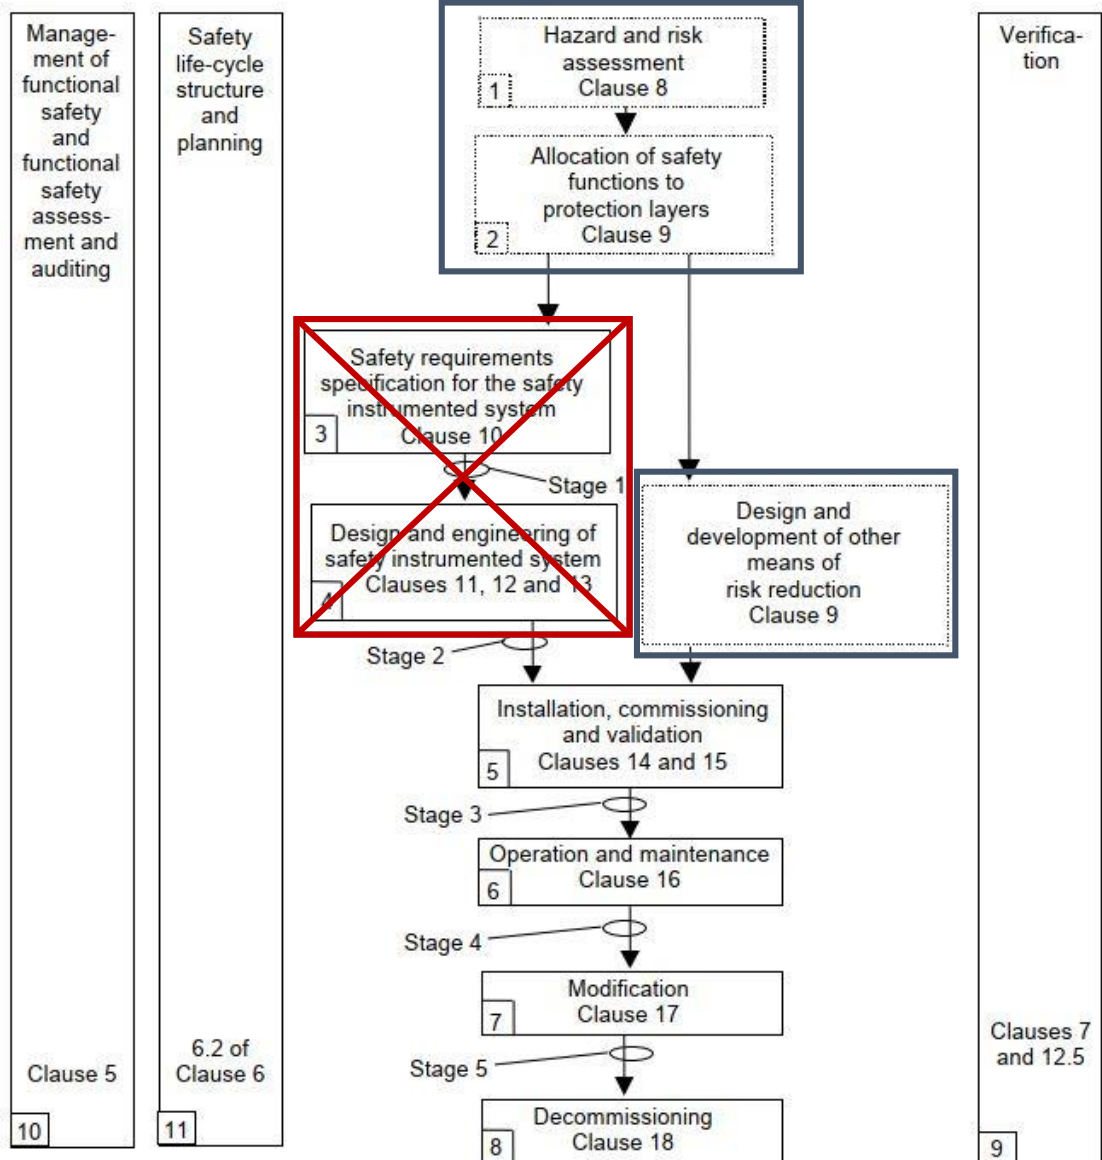 Manage-
ment of
functional
safety
and
functional
safety
assess-
ment and
auditing
Clause 5
10
Safety
life-cycle
structure
and
planning
6.2 of
Clause 6
11
Hazard and risk
assessment
Clause 8
1
Allocation of safety
functions to
protection layers
Clause 9
2
Safety requirements
specification for the safety
instrumented system
Clause 10
3
Stage 1
Design and engineering of
safety instrumented system
Clauses 11, 12 and 13
4
Stage 2
Design and
development of other
means of
risk reduction
Clause 9
Installation, commissioning
and validation
Clauses 14 and 15
5
Stage 3
Operation and maintenance
Clause 16
6
Stage 4
Modification
Clause 17
7
Stage 5
Decommissioning
Clause 18
8
Verifica-
tion
Clauses 7
and 12.5
9